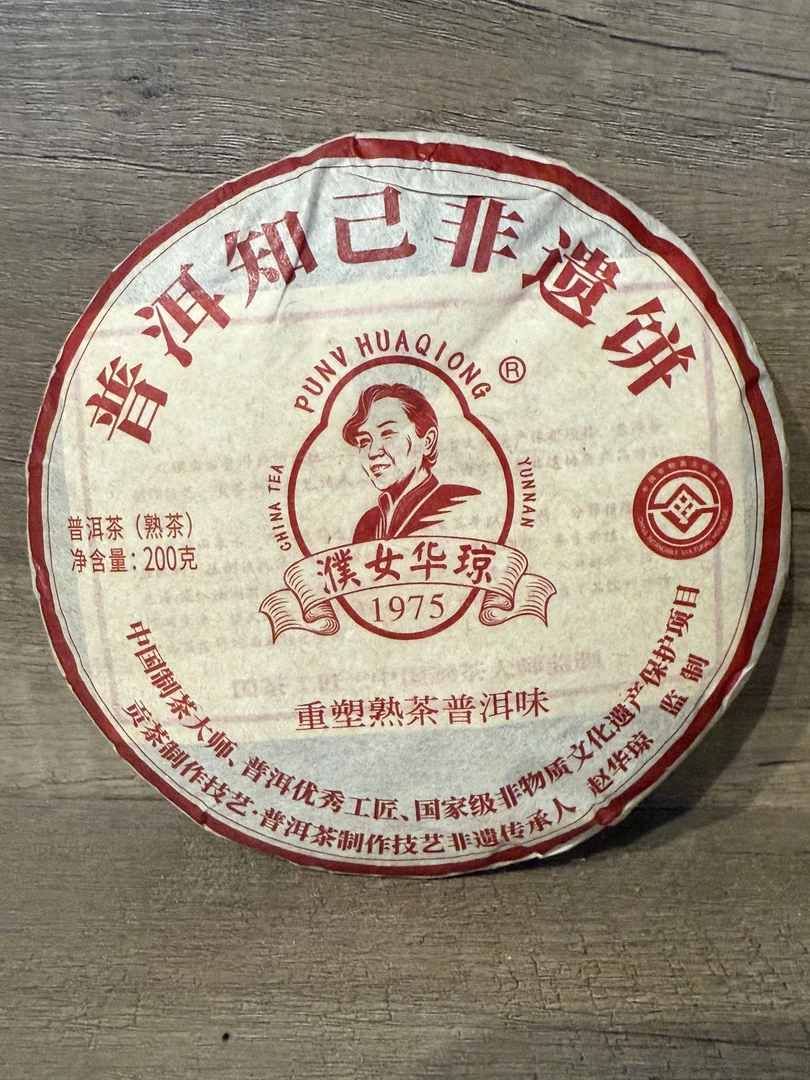 普洱知己非遗饼
PUNV HUAQIONG ®
CHINA TEA
YUNNAN
濮女华琼
1975
普洱茶（熟茶）
净含量：200克
重塑熟茶普洱味
中国制茶大师、普洱优秀工匠、国家级非物质文化遗产保护项目
贡茶制作技艺·普洱茶制作技艺非遗传承人 赵华琼 监制